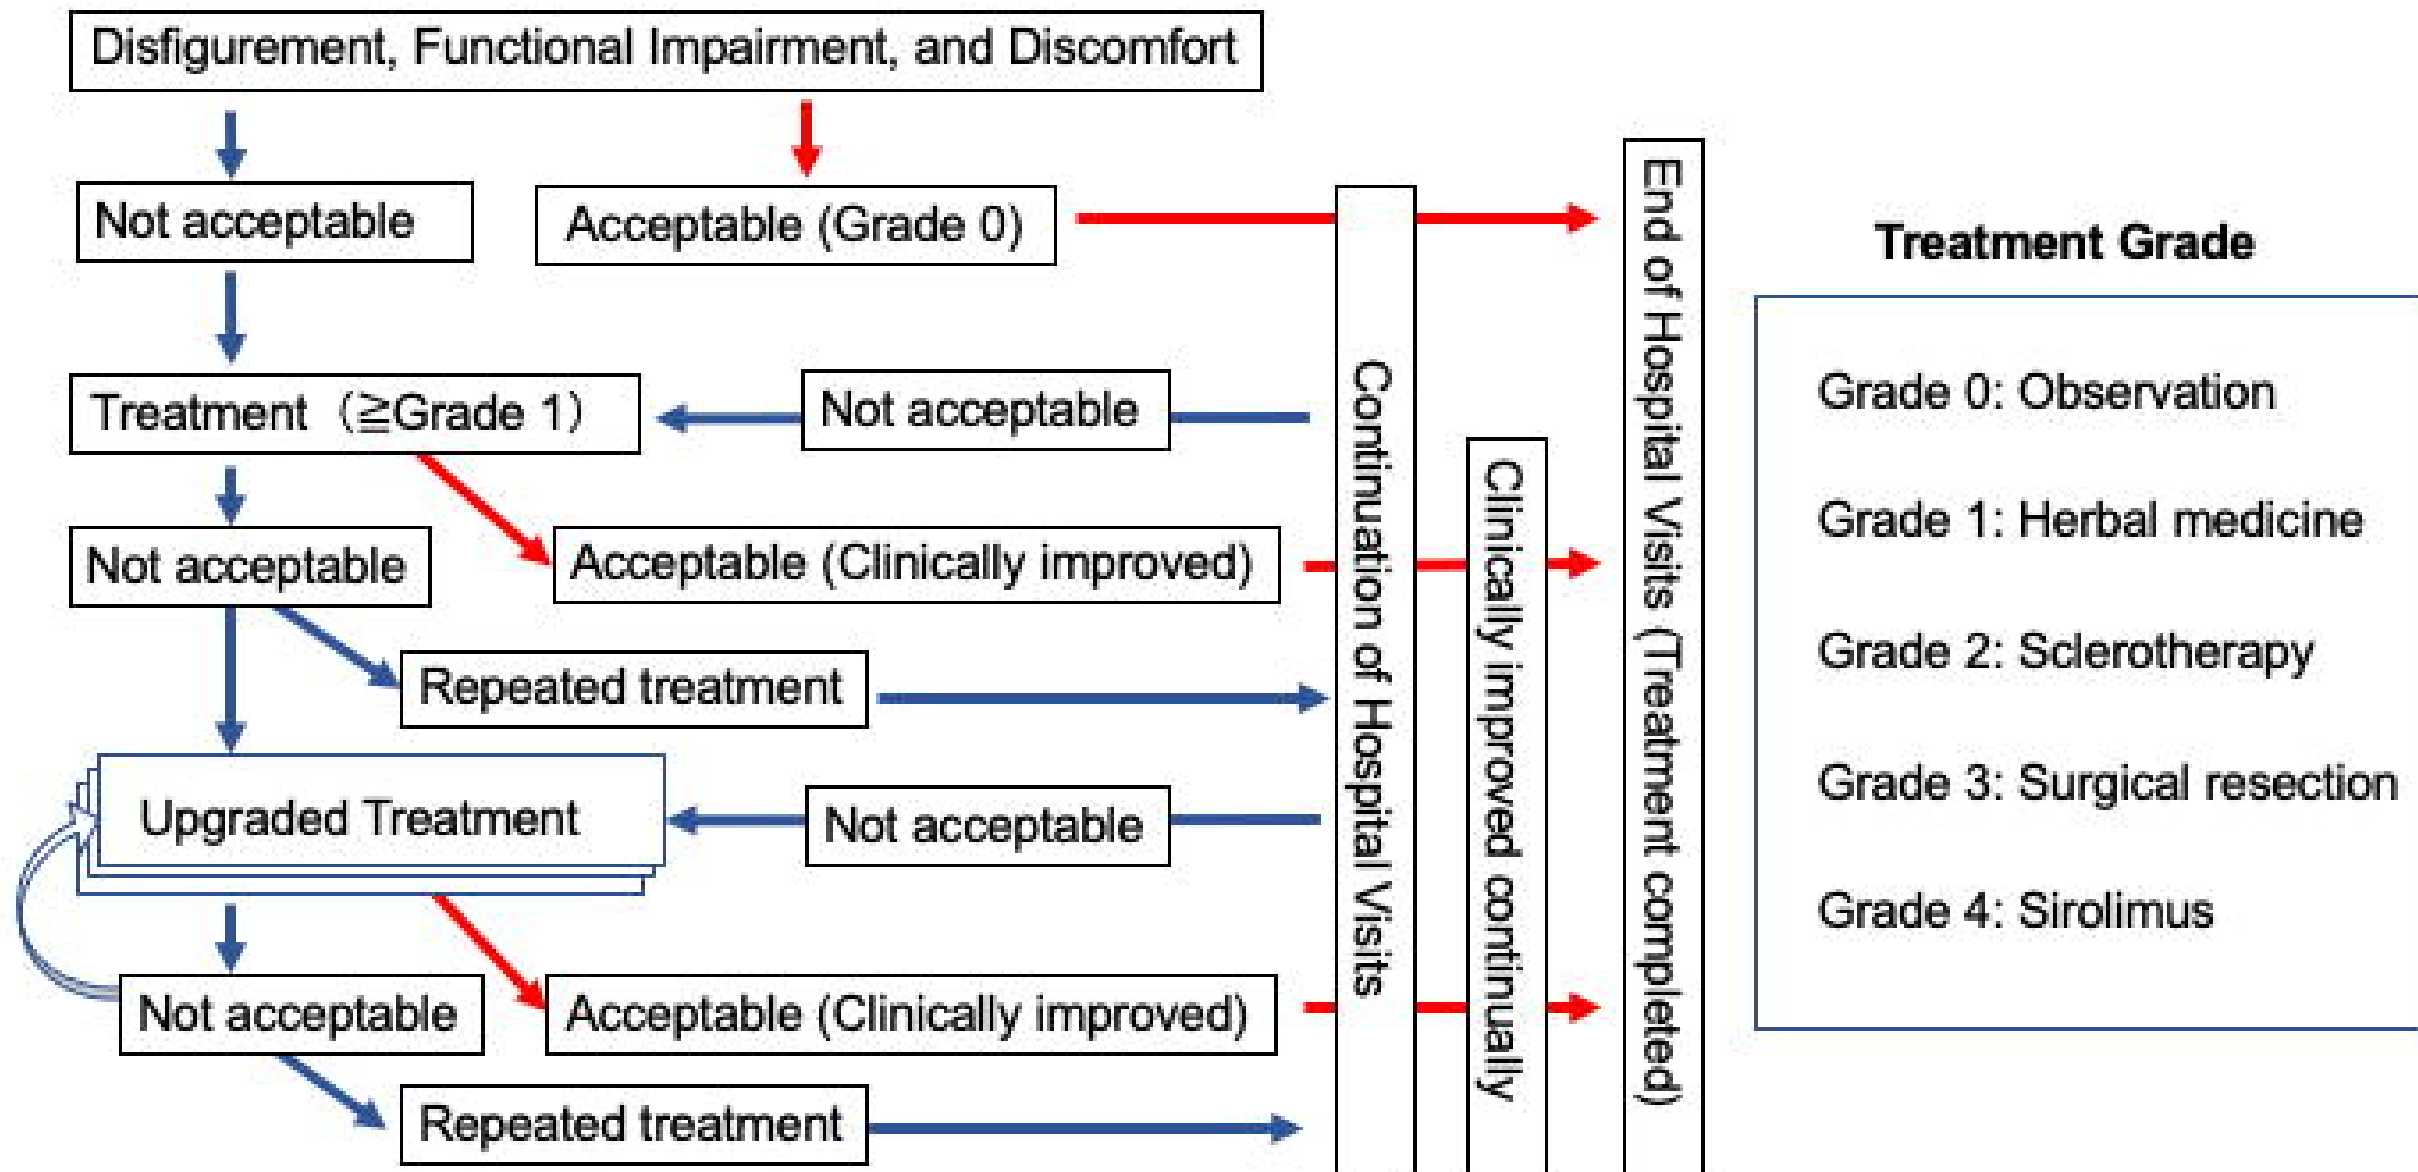 Disfigurement, Functional Impairment, and Discomfort
Not acceptable
Acceptable (Grade 0)
Treatment（≧Grade 1）
Not acceptable
Not acceptable
Acceptable (Clinically improved)
Repeated treatment
Upgraded Treatment
Not acceptable
Not acceptable
Acceptable (Clinically improved)
Repeated treatment
Continuation of Hospital Visits
Clinically improved continually
End of Hospital Visits (Treatment completed)
Treatment Grade
Grade 0: Observation
Grade 1: Herbal medicine
Grade 2: Sclerotherapy
Grade 3: Surgical resection
Grade 4: Sirolimus